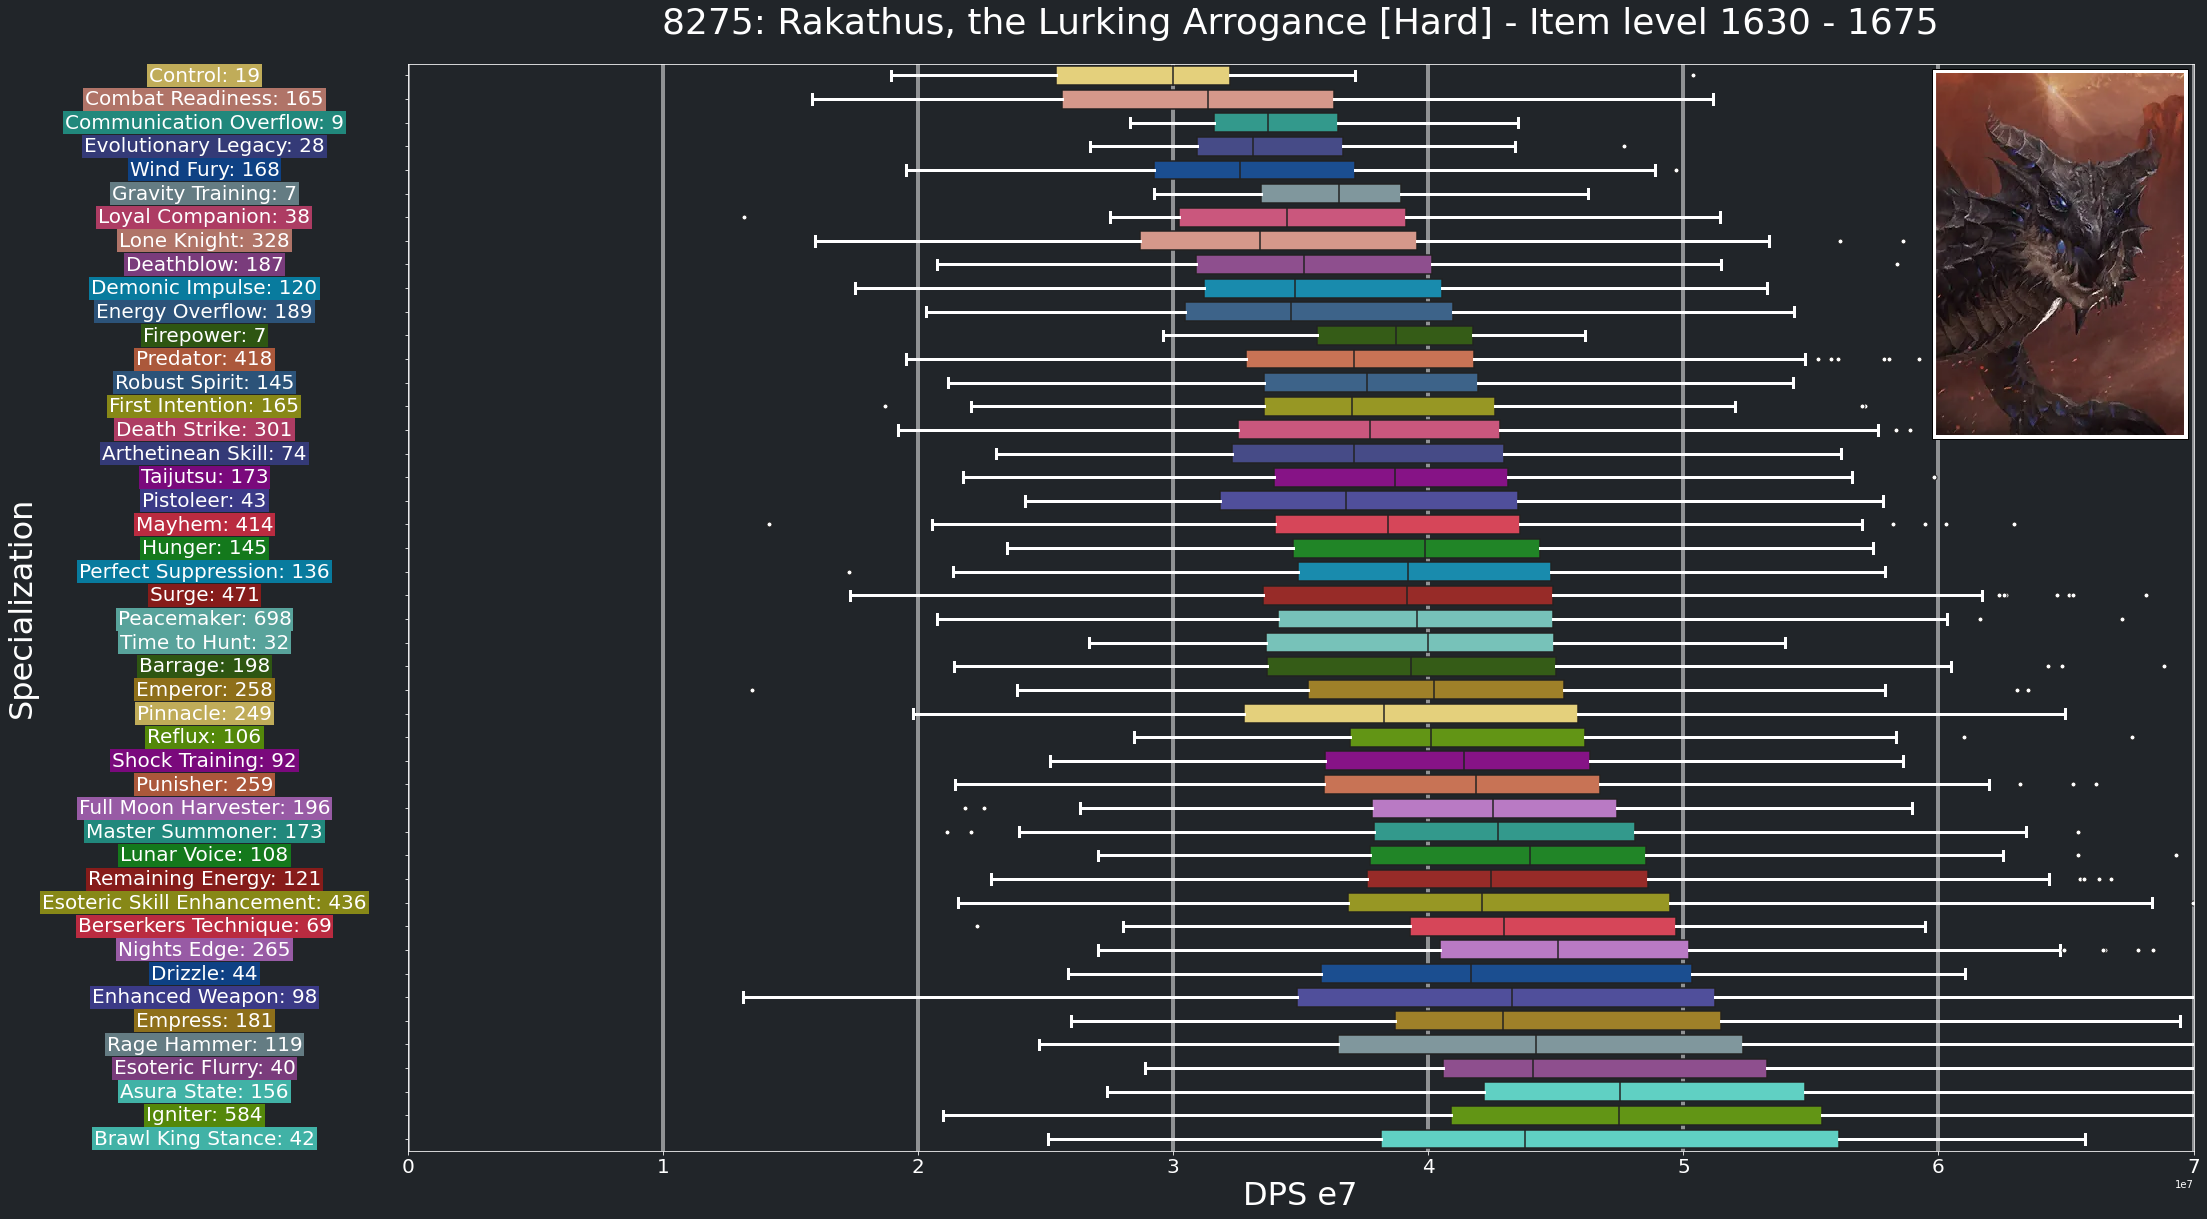 8275: Rakathus, the Lurking Arrogance [Hard] - Item level 1630 - 1675
Specialization
Control: 19
Combat Readiness: 165
Communication Overflow: 9
Evolutionary Legacy: 28
Wind Fury: 168
Gravity Training: 7
Loyal Companion: 38
Lone Knight: 328
Deathblow: 187
Demonic Impulse: 120
Energy Overflow: 189
Firepower: 7
Predator: 418
Robust Spirit: 145
First Intention: 165
Death Strike: 301
Arthetinean Skill: 74
Taijutsu: 173
Pistoleer: 43
Mayhem: 414
Hunger: 145
Perfect Suppression: 136
Surge: 471
Peacemaker: 698
Time to Hunt: 32
Barrage: 198
Emperor: 258
Pinnacle: 249
Reflux: 106
Shock Training: 92
Punisher: 259
Full Moon Harvester: 196
Master Summoner: 173
Lunar Voice: 108
Remaining Energy: 121
Esoteric Skill Enhancement: 436
Berserkers Technique: 69
Nights Edge: 265
Drizzle: 44
Enhanced Weapon: 98
Empress: 181
Rage Hammer: 119
Esoteric Flurry: 40
Asura State: 156
Igniter: 584
Brawl King Stance: 42
0 1 2 3 4 5 6 7
1e7
DPS e7